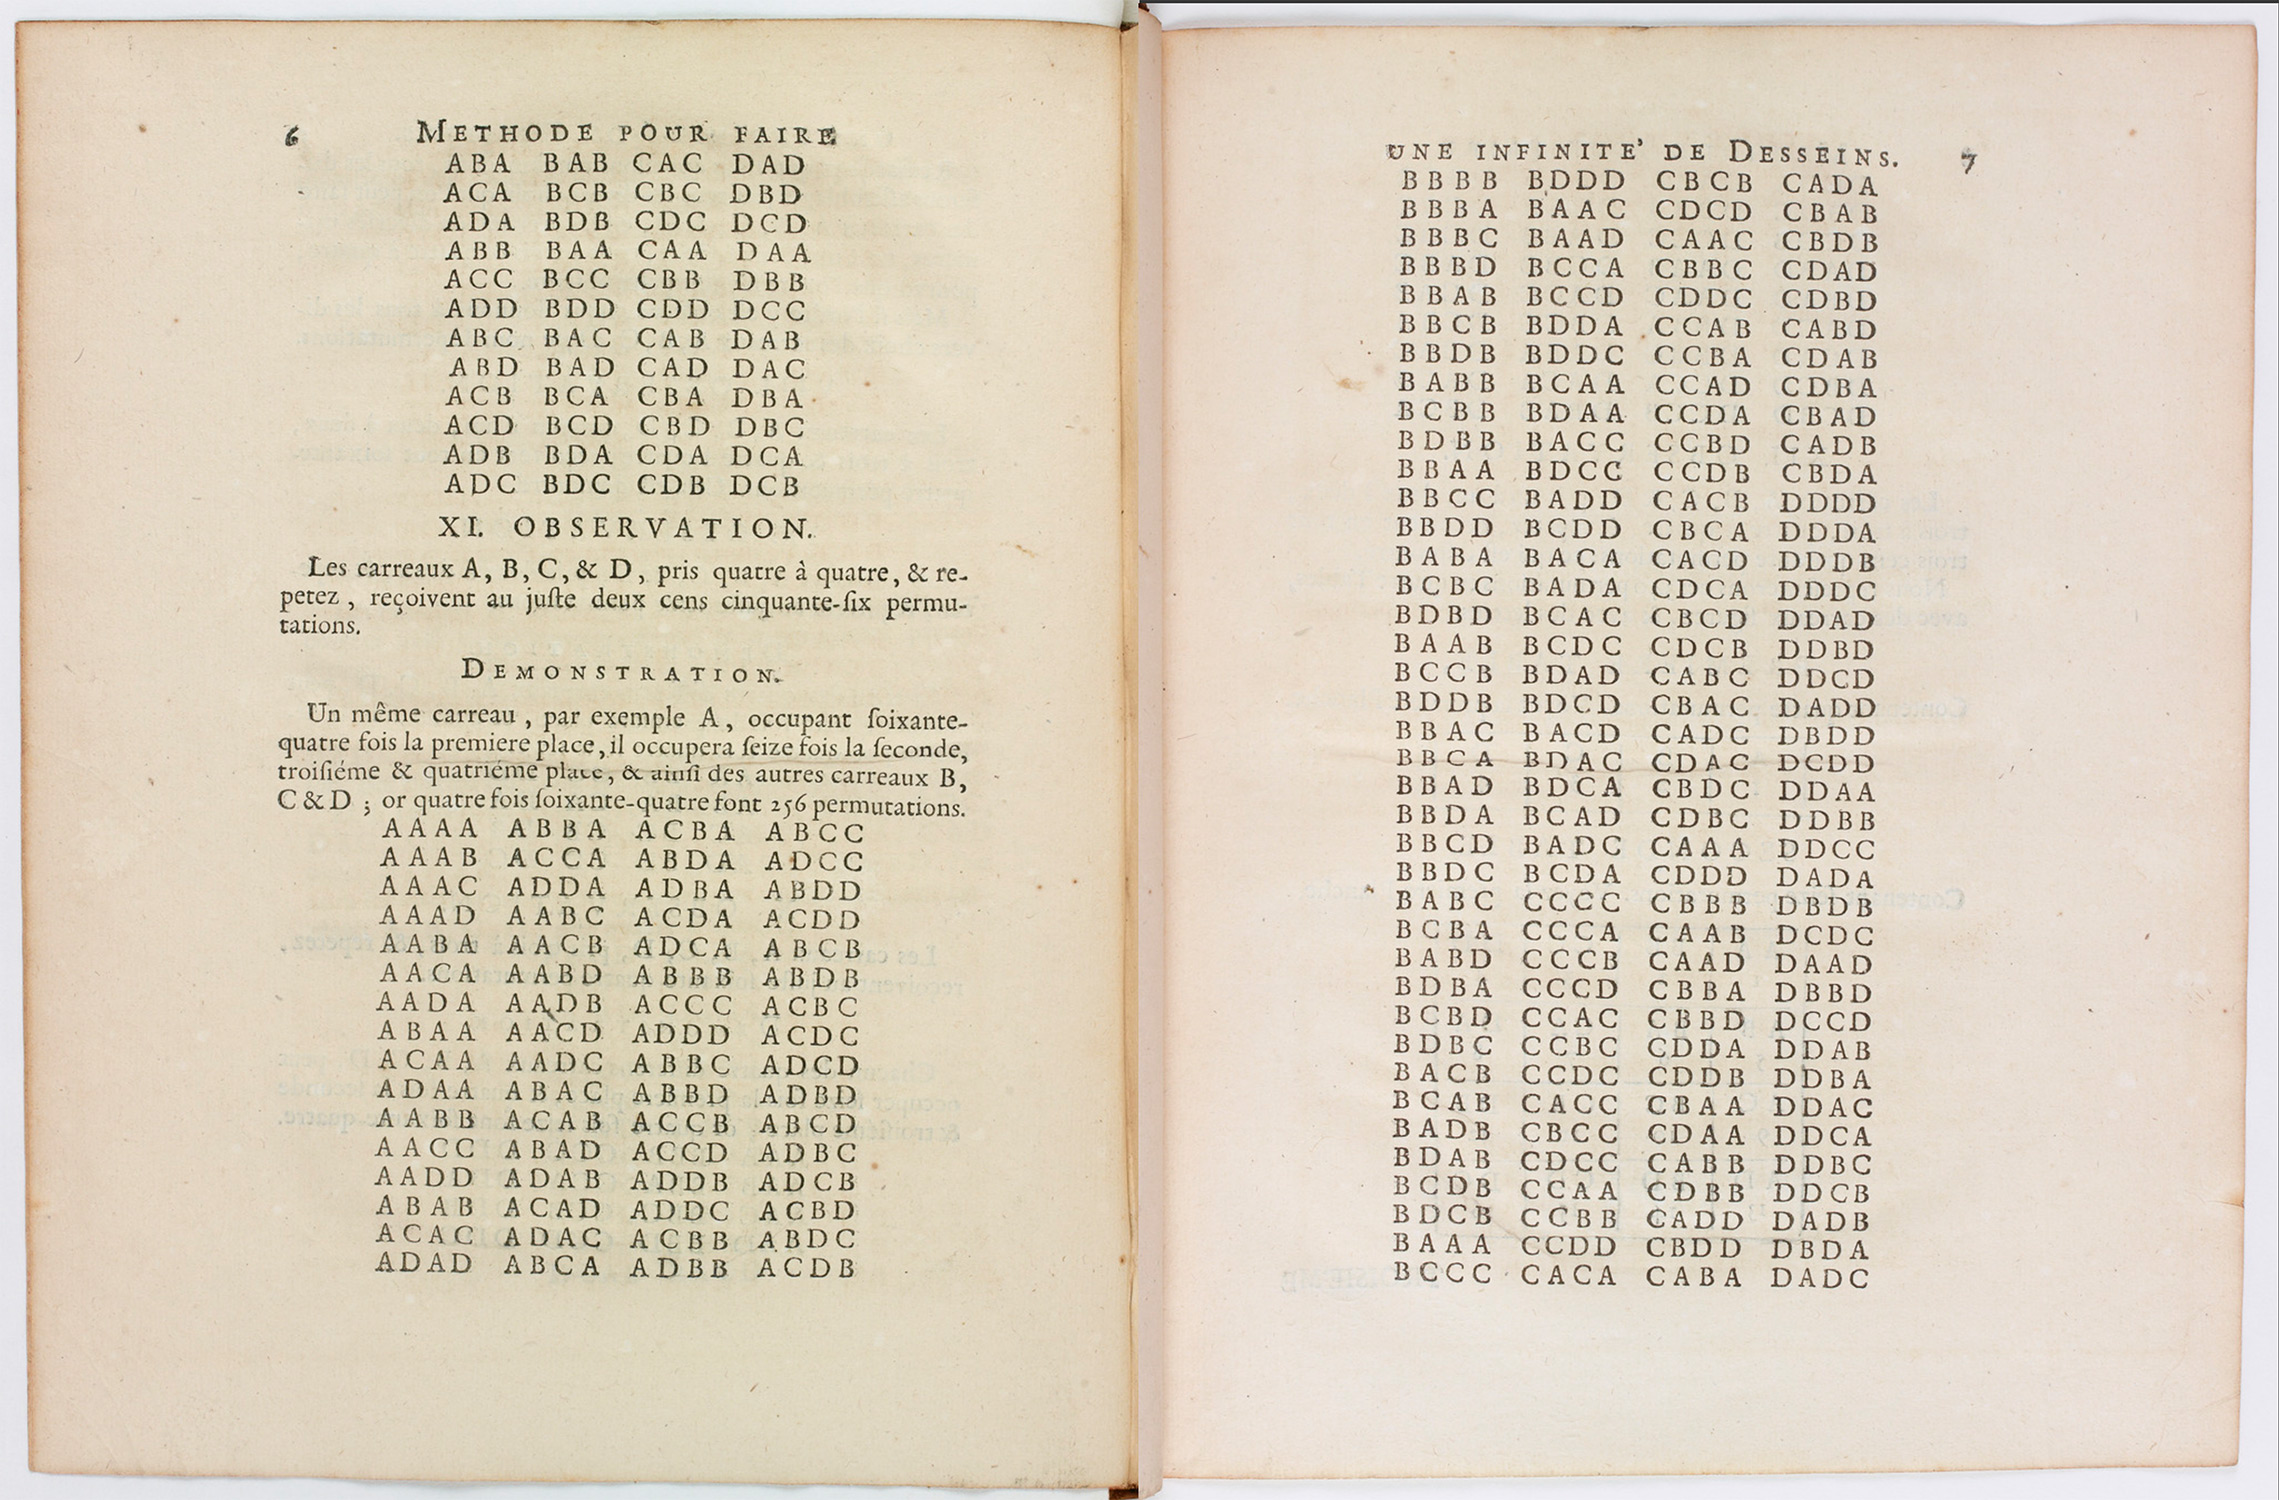 6 METHODE POUR FAIRE
ABA BAB CAC DAD
ACA BCB CBC DBD
ADA BDB CDC DCD
ABB BAA CAA DAA
ACC BCC CBB DBB
ADD BDD CDD DCC
ABC BAC CAB DAB
ABD BAD CAD DAC
ACB BCA CBA DBA
ACD BCD CBD DBC
ADB BDA CDA DCA
ADC BDC CDB DCB
XI. OBSERVATION.
Les carreaux A, B, C, & D, pris quatre à quatre, & re-
petez, reçoivent au juſte deux cens cinquante-ſix permu-
tations.
DEMONSTRATION.
Un même carreau, par exemple A, occupant ſoixante-
quatre fois la premiere place, il occupera ſeize fois la ſeconde,
troiſiéme & quatriéme place, & ainſi des autres carreaux B,
C & D; or quatre fois ſoixante-quatre font 256 permutations.
AAAA ABBA ACBA ABCC
AAAB ACCA ABDA ADCC
AAAC ADDA ADBA ABDD
AAAD AABC ACDA ACDD
AABA AACB ADCA ABCB
AACA AABD ABBB ABDB
AADA AADB ACCC ACBC
ABAA AACD ADDD ACDC
ACAA AADC ABBC ADCD
ADAA ABAC ABBD ADBD
AABB ACAB ACCB ABCD
AACC ABAD ACCD ADBC
AADD ADAB ADDB ADCB
ABAB ACAD ADDC ACBD
ACAC ADAC ACBB ABDC
ADAD ABCA ADBB ACDB
UNE INFINITE' DE DESSEINS. 7
BBBB BDDD CBCB CADA
BBBA BAAC CDCD CBAB
BBBC BAAD CAAC CBDB
BBBD BCCA CBBC CDAD
BBAB BCCD CDDC CDBD
BBCB BDDA CCAB CABD
BBDB BDDC CCBA CDAB
BABB BCAA CCAD CDBA
BCBB BDAA CCDA CBAD
BDBB BACC CCBD CADB
BBAA BDCC CCDB CBDA
BBCC BADD CACB DDDD
BBDD BCDD CBCA DDDA
BABA BACA CACD DDDB
BCBC BADA CDCA DDDC
BDBD BCAC CBCD DDAD
BAAB BCDC CDCB DDBD
BCCB BDAD CABC DDCD
BDDB BDCD CBAC DADD
BBAC BACD CADC DBDD
BBCA BDAC CDAC DCDD
BBAD BDCA CBDC DDAA
BBDA BCAD CDBC DDBB
BBCD BADC CAAA DDCC
BBDC BCDA CDDD DADA
BABC CCCC CBBB DBDB
BCBA CCCA CAAB DCDC
BABD CCCB CAAD DAAD
BDBA CCCD CBBA DBBD
BCBD CCAC CBBD DCCD
BDBC CCBC CDDA DDAB
BACB CCDC CDDB DDBA
BCAB CACC CBAA DDAC
BADB CBCC CDAA DDCA
BDAB CDCC CABB DDBC
BCDB CCAA CDBB DDCB
BDCB CCBB CADD DADB
BAAA CCDD CBDD DBDA
BCCC CACA CABA DADC